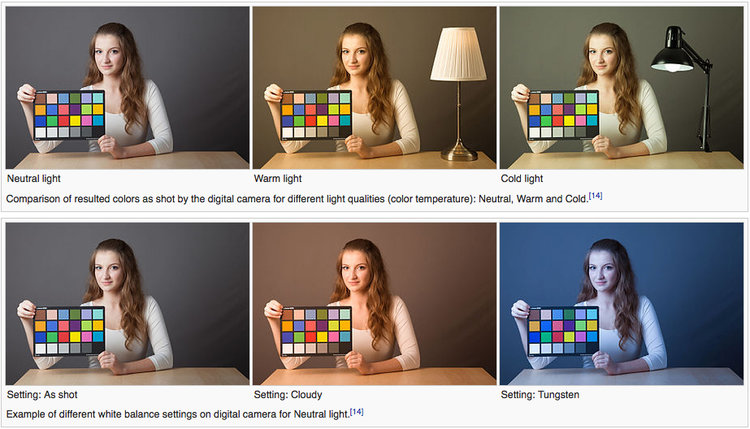 Neutral light
Warm light
Cold light
Comparison of resulted colors as shot by the digital camera for different light qualities (color temperature): Neutral, Warm and Cold.[14]
Setting: As shot
Setting: Cloudy
Setting: Tungsten
Example of different white balance settings on digital camera for Neutral light.[14]